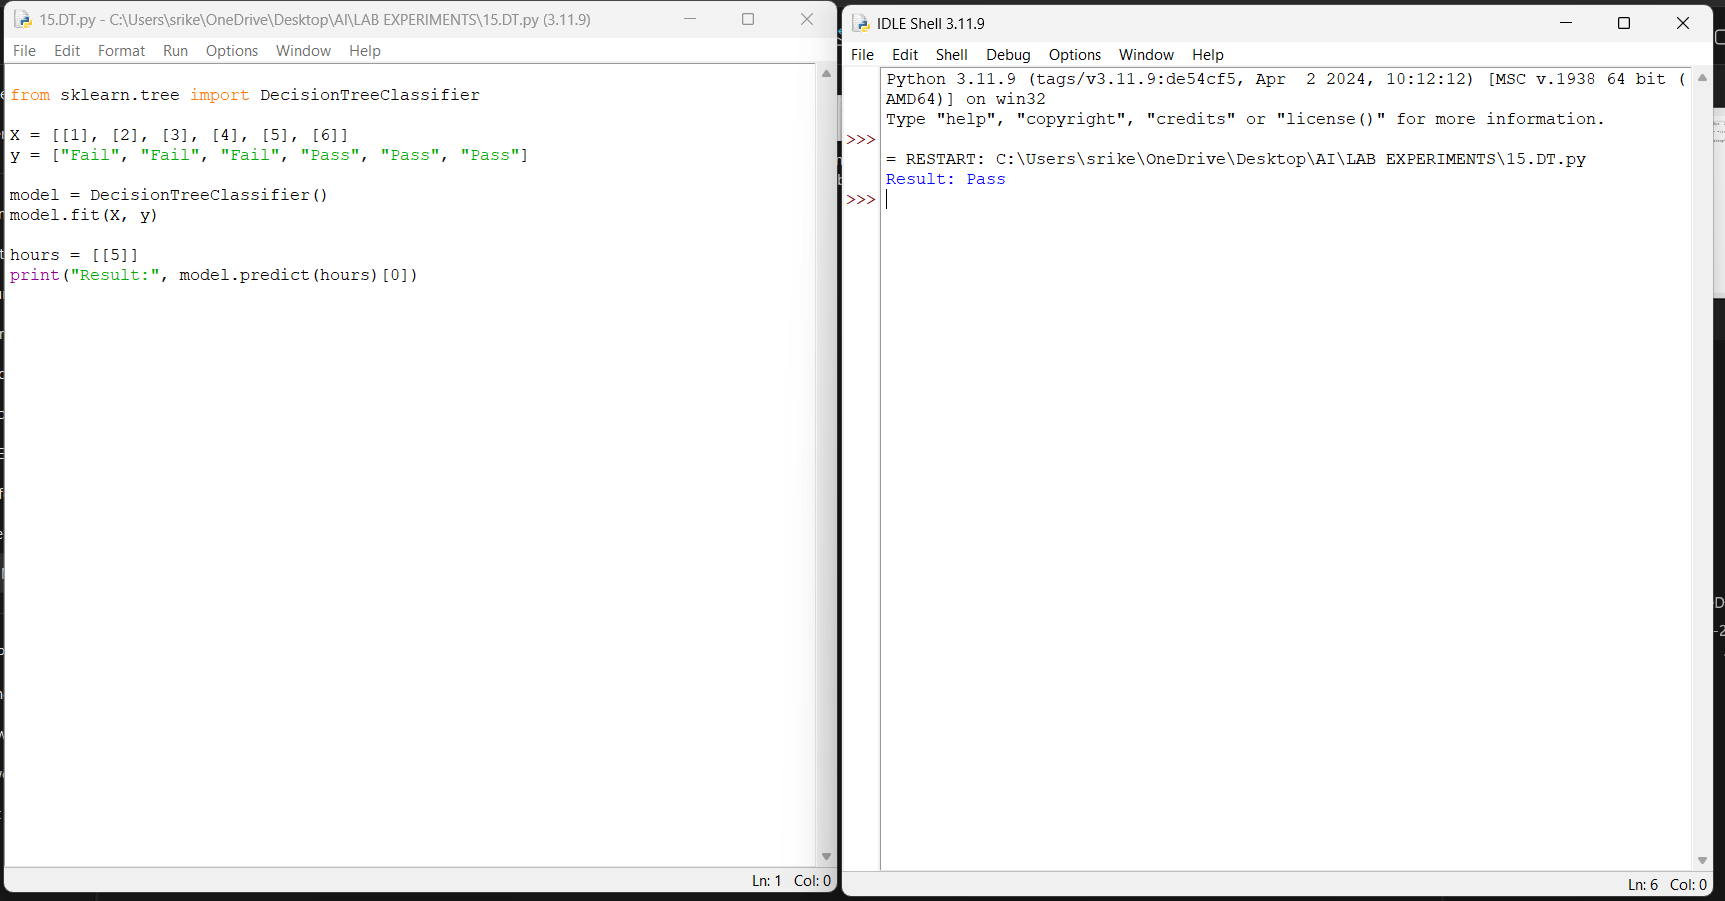 15.DT.py - C:\Users\srike\OneDrive\Desktop\AI\LAB EXPERIMENTS\15.DT.py (3.11.9)
File Edit Format Run Options Window Help
from sklearn.tree import DecisionTreeClassifier
X = [[1], [2], [3], [4], [5], [6]]
y = ["Fail", "Fail", "Fail", "Pass", "Pass", "Pass"]
model = DecisionTreeClassifier()
model.fit(X, y)
hours = [[5]]
print("Result:", model.predict(hours)[0])
Ln: 1 Col: 0
IDLE Shell 3.11.9
File Edit Shell Debug Options Window Help
Python 3.11.9 (tags/v3.11.9:de54cf5, Apr  2 2024, 10:12:12) [MSC v.1938 64 bit (
AMD64)] on win32
Type "help", "copyright", "credits" or "license()" for more information.
>>>
= RESTART: C:\Users\srike\OneDrive\Desktop\AI\LAB EXPERIMENTS\15.DT.py
Result: Pass
>>>
Ln: 6 Col: 0